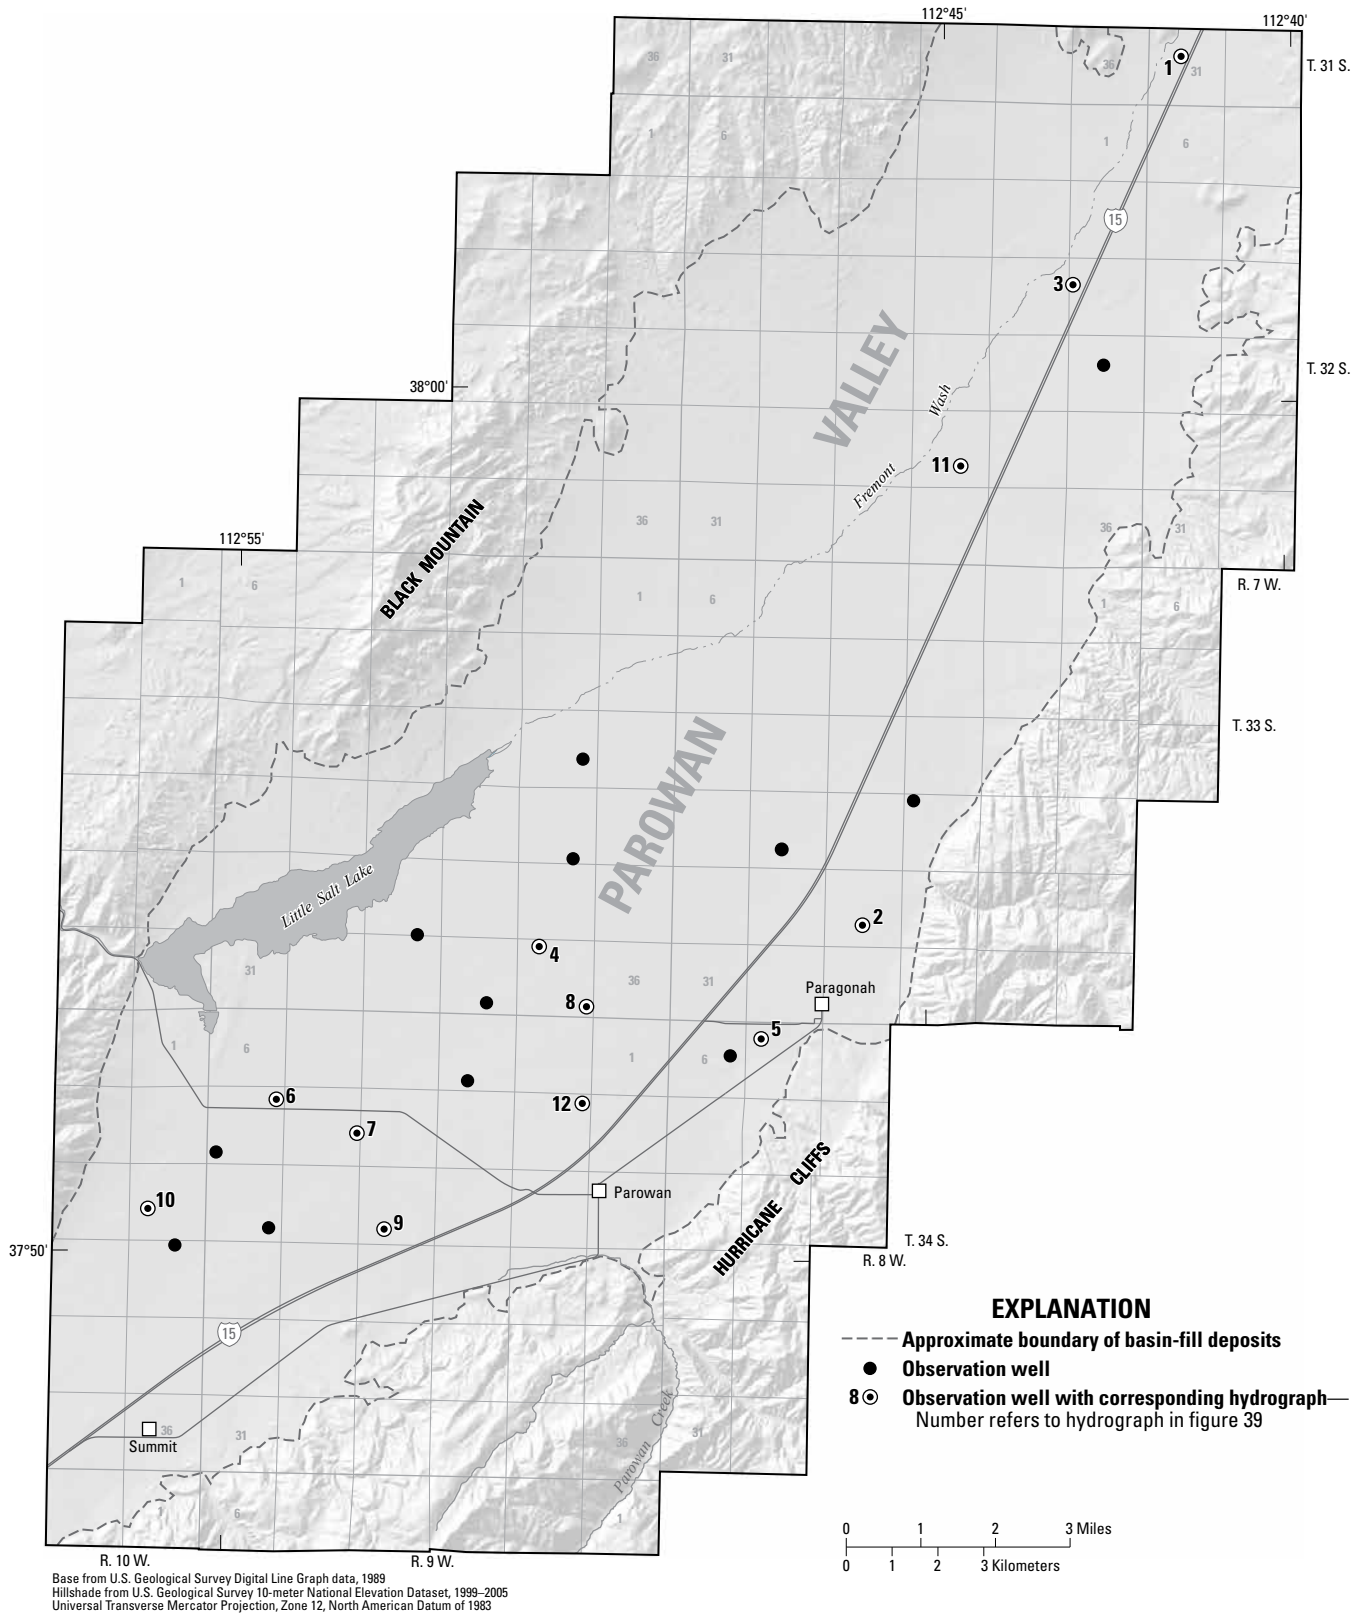 112°45'
112°40'
36
31
36
1
31
T. 31 S.
1
6
1
6
15
3
VALLEY
38°00'
T. 32 S.
Wash
11
Fremont
BLACK MOUNTAIN
36
31
36
31
112°55'
1
6
1
6
R. 7 W.
1
6
PAROWAN
T. 33 S.
Little Salt Lake
2
4
31
36
31
Paragonah
8
5
1
6
1
6
6
12
7
HURRICANE CLIFFS
10
Parowan
9
37°50'
T. 34 S.
R. 8 W.
15
EXPLANATION
Approximate boundary of basin-fill deposits
Observation well
8 Observation well with corresponding hydrograph—
Number refers to hydrograph in figure 39
Parowan Creek
36
31
36
31
Summit
1
6
1
0 1 2 3 Miles
0 1 2 3 Kilometers
R. 10 W.
R. 9 W.
Base from U.S. Geological Survey Digital Line Graph data, 1989
Hillshade from U.S. Geological Survey 10-meter National Elevation Dataset, 1999–2005
Universal Transverse Mercator Projection, Zone 12, North American Datum of 1983